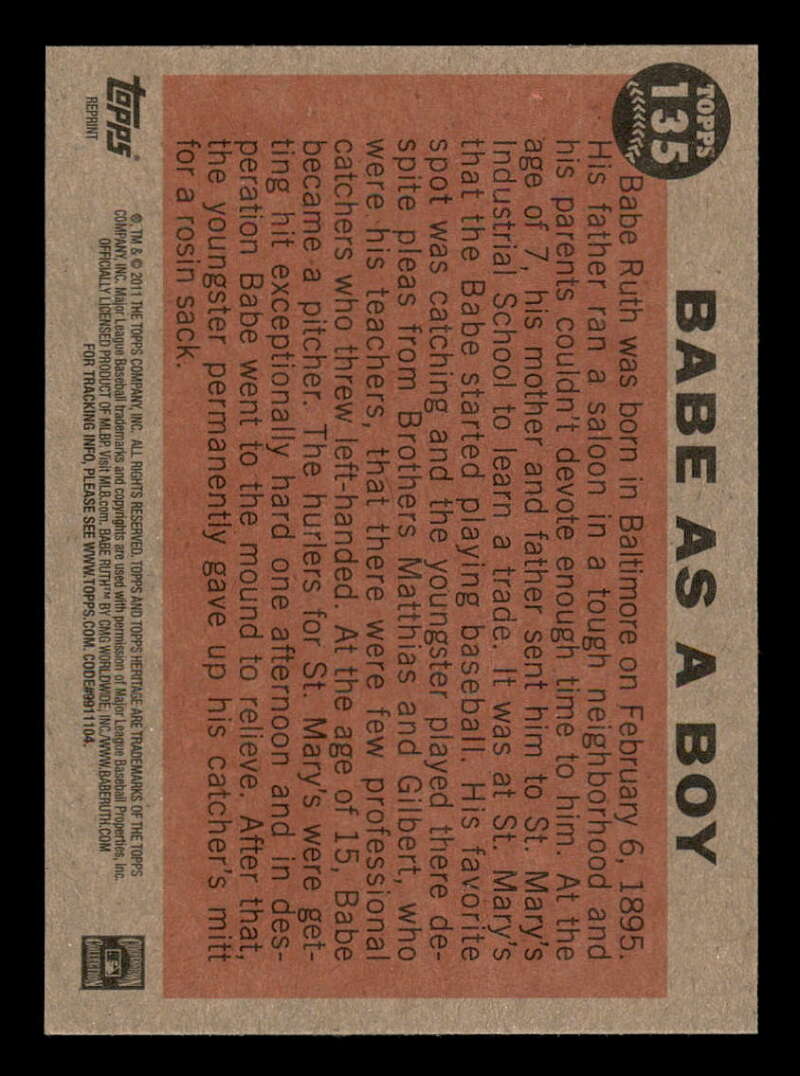 TOPPS
135
BABE AS A BOY
Babe Ruth was born in Baltimore on February 6, 1895.
His father ran a saloon in a tough neighborhood and
his parents couldn't devote enough time to him. At the
age of 7, his mother and father sent him to St. Mary's
Industrial School to learn a trade. It was at St. Mary's
that the Babe started playing baseball. His favorite
spot was catching and the youngster played there de-
spite pleas from Brothers Matthias and Gilbert, who
were his teachers, that there were few professional
catchers who threw left-handed. At the age of 15, Babe
became a pitcher. The hurlers for St. Mary's were get-
ting hit exceptionally hard one afternoon and in des-
peration Babe went to the mound to relieve. After that,
the youngster permanently gave up his catcher's mitt
for a rosin sack.
topps®
REPRINT
®, TM & © 2011 THE TOPPS COMPANY, INC. ALL RIGHTS RESERVED. TOPPS AND TOPPS HERITAGE ARE TRADEMARKS OF THE TOPPS
COMPANY, INC. Major League Baseball trademarks and copyrights are used with permission of Major League Baseball Properties, Inc.
OFFICIALLY LICENSED PRODUCT OF MLBP. Visit MLB.com. BABE RUTH™ BY CMG WORLDWIDE, INC./WWW.BABERUTH.COM
FOR TRACKING INFO, PLEASE SEE WWW.TOPPS.COM. CODE#9911104.
COOPERSTOWN
COLLECTION